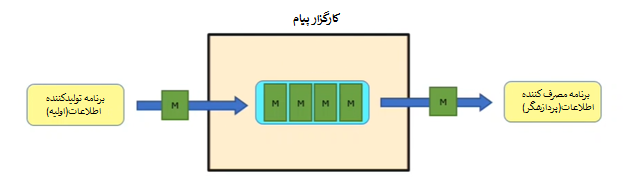 کارگزار پیام
برنامه تولیدکننده
اطلاعات(اولیه)
M
M M M M
M
برنامه مصرف کننده
اطلاعات(پردازشگر)